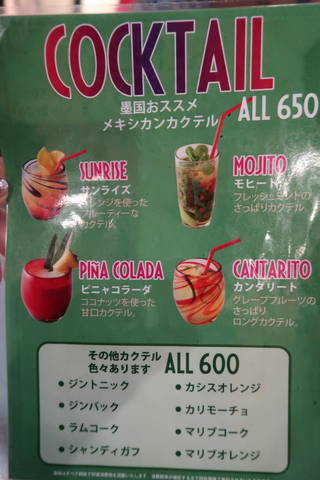 COCKTAIL
墨国おススメ
メキシカンカクテル
ALL 650
SUNRISE
サンライズ
オレンジを使った
フルーティーな
カクテル。
MOJITO
モヒート
フレッシュミントの
さっぱりカクテル。
PIÑA COLADA
ピニャコラーダ
ココナッツを使った
甘口カクテル。
CANTARITO
カンタリート
グレープフルーツの
さっぱり
ロングカクテル。
その他カクテル
色々あります
ALL 600
• ジントニック
• ジンバック
• ラムコーク
• シャンディガフ
• カシスオレンジ
• カリモーチョ
• マリブコーク
• マリブオレンジ